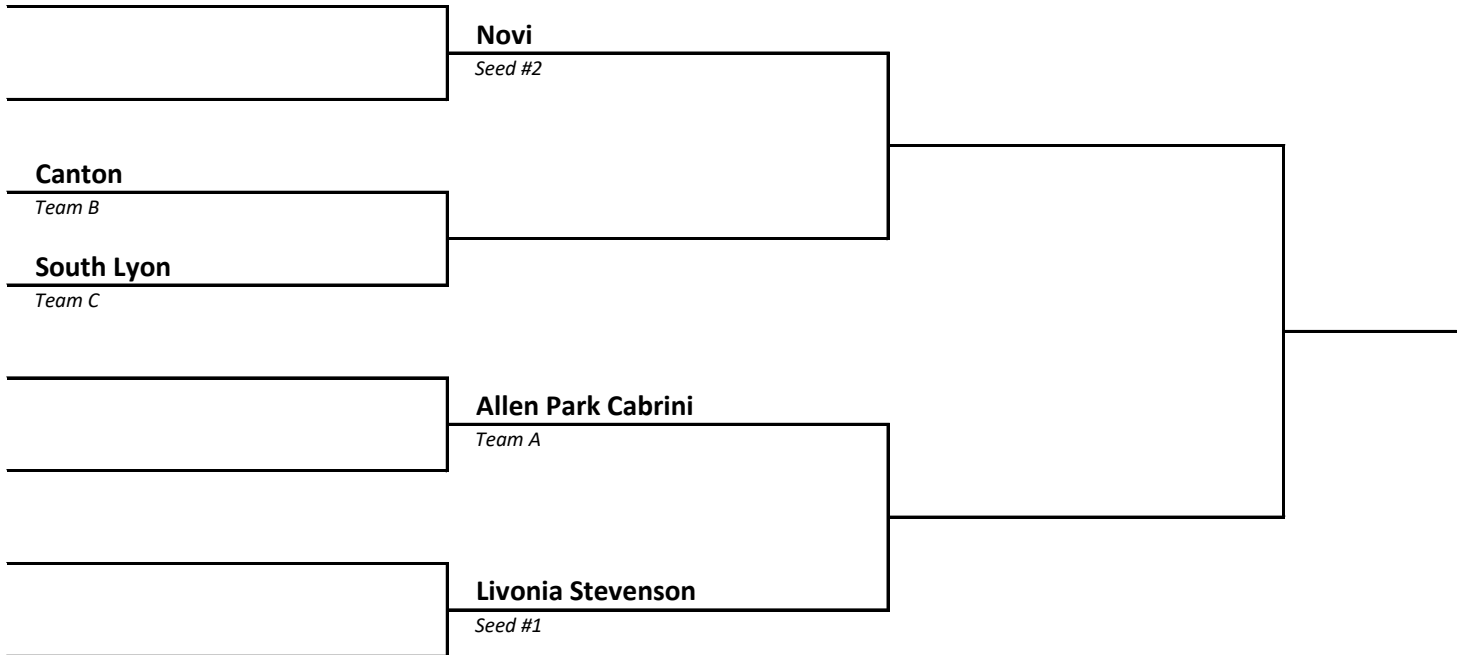 Novi
Seed #2
Canton
Team B
South Lyon
Team C
Allen Park Cabrini
Team A
Livonia Stevenson
Seed #1